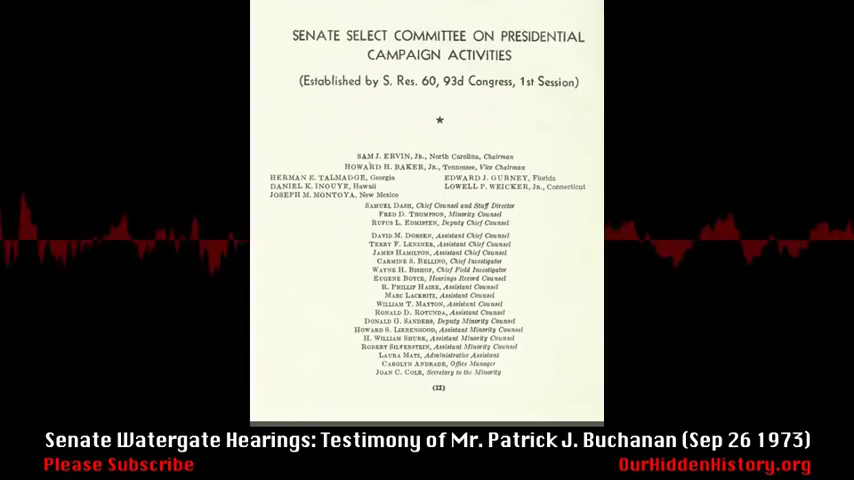 SENATE SELECT COMMITTEE ON PRESIDENTIAL
CAMPAIGN ACTIVITIES
(Established by S. Res. 60, 93d Congress, 1st Session)
★
SAM J. ERVIN, JR., North Carolina, Chairman
HOWARD H. BAKER, JR., Tennessee, Vice Chairman
HERMAN E. TALMADGE, Georgia
EDWARD J. GURNEY, Florida
DANIEL K. INOUYE, Hawaii
LOWELL P. WEICKER, JR., Connecticut
JOSEPH M. MONTOYA, New Mexico
SAMUEL DASH, Chief Counsel and Staff Director
FRED D. THOMPSON, Minority Counsel
RUFUS L. EDMISTEN, Deputy Chief Counsel
DAVID M. DORSEN, Assistant Chief Counsel
TERRY F. LENZNER, Assistant Chief Counsel
JAMES HAMILTON, Assistant Chief Counsel
CARMINE S. BELLINO, Chief Investigator
WAYNE H. BISHOP, Chief Field Investigator
EUGENE BOYCE, Hearings Record Counsel
R. PHILLIP HAIRE, Assistant Counsel
MARC LACKRITZ, Assistant Counsel
WILLIAM T. MAYTON, Assistant Counsel
RONALD D. ROTUNDA, Assistant Counsel
DONALD G. SANDERS, Deputy Minority Counsel
HOWARD S. LIEBENGOOD, Assistant Minority Counsel
H. WILLIAM SHURE, Assistant Minority Counsel
ROBERT SILVERSTEIN, Assistant Minority Counsel
LAURA MATZ, Administrative Assistant
CAROLYN ANDRADE, Office Manager
JOAN C. COLE, Secretary to the Minority
(II)
Senate Watergate Hearings: Testimony of Mr. Patrick J. Buchanan (Sep 26 1973)
Please Subscribe
OurHiddenHistory.org